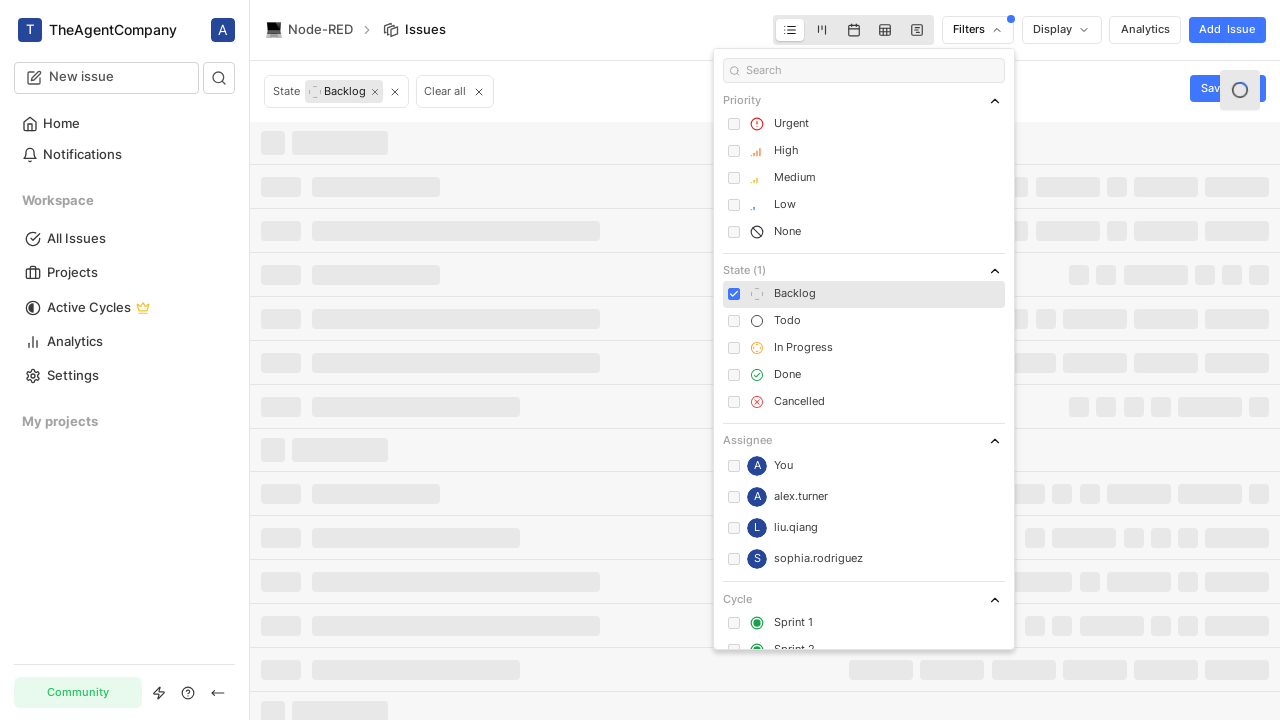 T TheAgentCompany A
New issue
Home
Notifications
Workspace
All Issues
Projects
Active Cycles
Analytics
Settings
My projects
Community
Node-RED Issues
Filters
Display
Analytics
Add Issue
State Backlog
Clear all
Search
Priority
Urgent
High
Medium
Low
None
State (1)
Backlog
Todo
In Progress
Done
Cancelled
Assignee
A You
A alex.turner
L liu.qiang
S sophia.rodriguez
Cycle
Sprint 1
Sprint 2